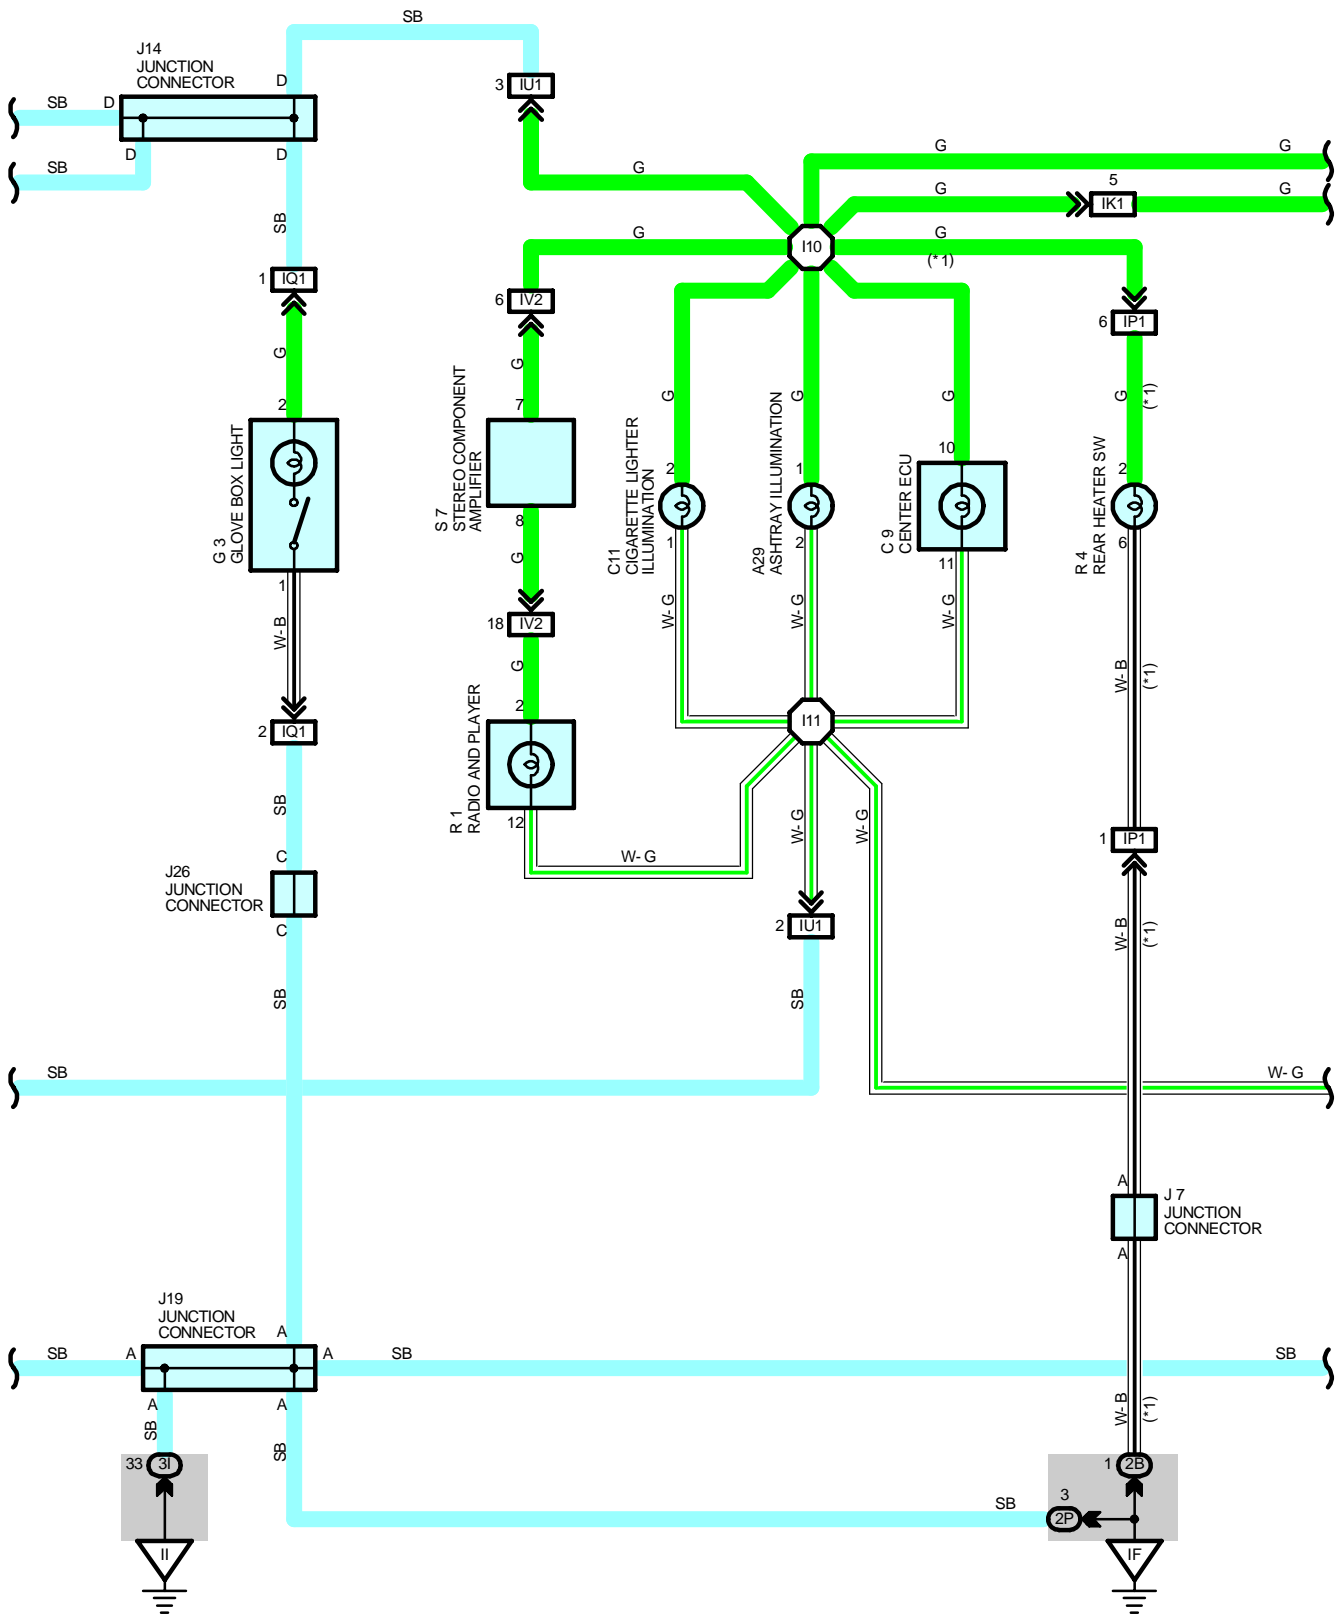 SB
J14
JUNCTION
CONNECTOR
D
SB
D
3
IU1
D
D
SB
G
G
G
G
5
IK1
G
SB
G
I10
G
(*1)
1
IQ1
6
IV2
6
IP1
G
G
G
G
G
G
(*1)
2
7
2
1
10
2
G 3
GLOVE BOX LIGHT
S 7
STEREO COMPONENT
AMPLIFIER
C11
CIGARETTE LIGHTER
ILLUMINATION
A29
ASHTRAY ILLUMINATION
C 9
CENTER ECU
R 4
REAR HEATER SW
8
1
2
11
6
G
1
W-B
W-G
W-G
W-G
18
IV2
G
W-B
(*1)
2
2
IQ1
I11
R 1
RADIO AND PLAYER
12
SB
W-G
W-G
W-G
1
IP1
C
J26
JUNCTION
CONNECTOR
C
2
IU1
W-B
(*1)
SB
SB
SB
W-G
A
J 7
JUNCTION
CONNECTOR
A
J19
JUNCTION
CONNECTOR
A
SB
A
A
SB
SB
A
A
SB
SB
W-B
(*1)
33
3I
1
2B
SB
3
2P
II
IF